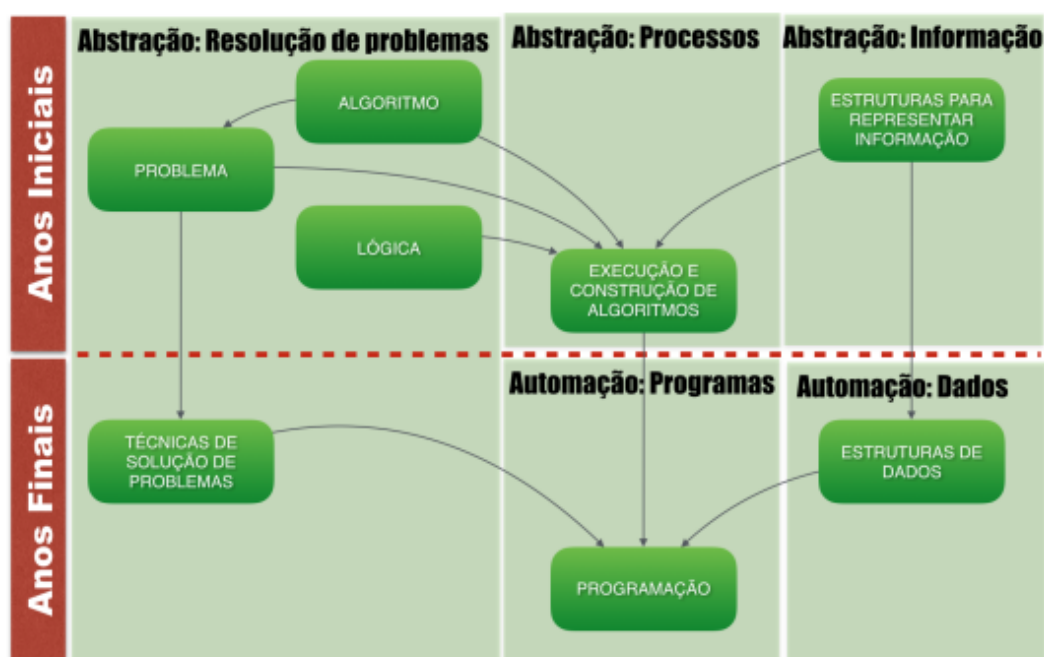 Anos Iniciais
Abstração: Resolução de problemas
Abstração: Processos
Abstração: Informação
ALGORITMO
PROBLEMA
LÓGICA
EXECUÇÃO E
CONSTRUÇÃO DE
ALGORITMOS
ESTRUTURAS PARA
REPRESENTAR
INFORMAÇÃO
Anos Finais
Automação: Programas
Automação: Dados
TÉCNICAS DE
SOLUÇÃO DE
PROBLEMAS
ESTRUTURAS DE
DADOS
PROGRAMAÇÃO